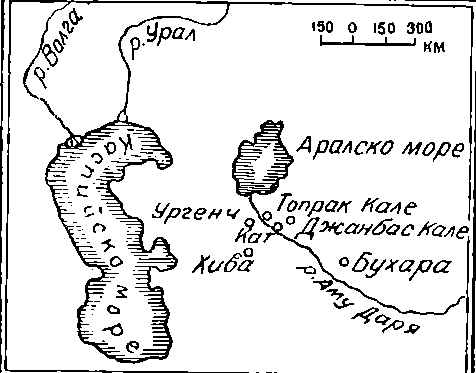 р. Волга
р. Урал
150 0 150 300
км
Каспийско море
Аралско море
Ургенч
Топрак Кале
Джанбас Кале
Кат
Хива
Бухара
р. Аму Даря